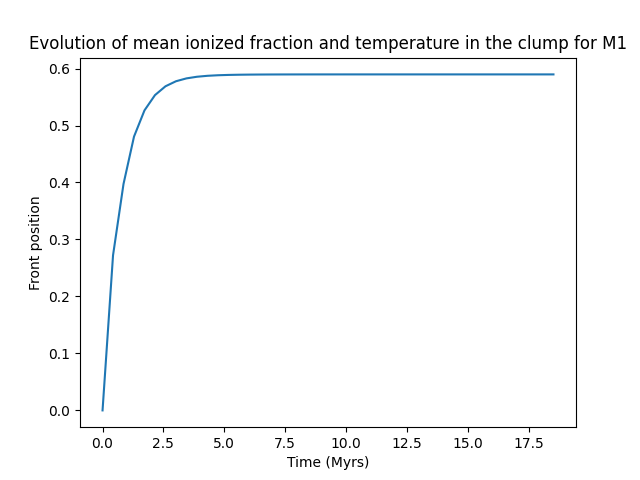 Evolution of mean ionized fraction and temperature in the clump for M1
0.6
0.5
0.4
0.3
0.2
0.1
0.0
Front position
0.0 2.5 5.0 7.5 10.0 12.5 15.0 17.5
Time (Myrs)